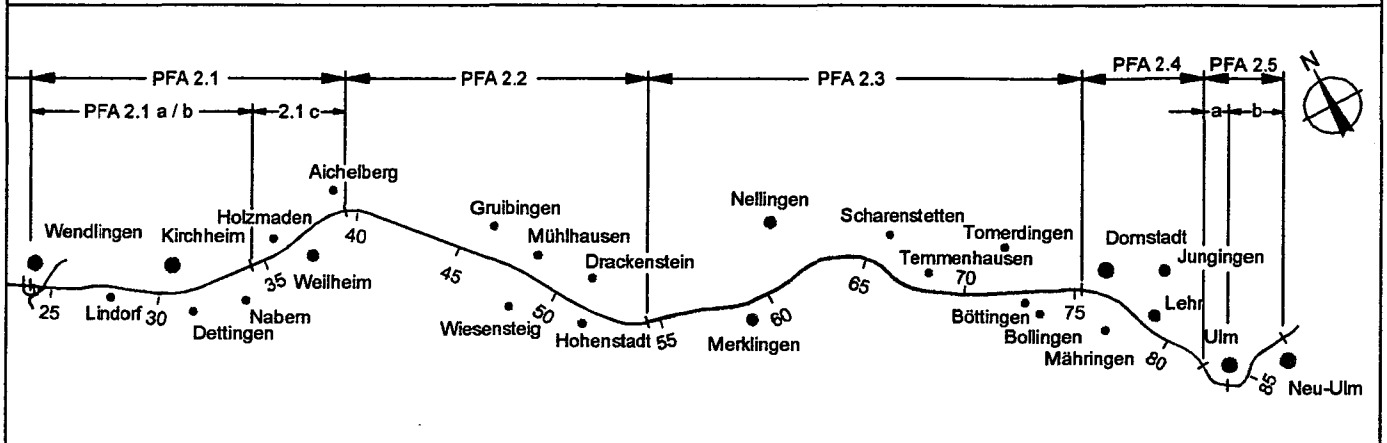 PFA 2.1
PFA 2.2
PFA 2.3
PFA 2.4
PFA 2.5
N
PFA 2.1 a / b
2.1 c
a
b
Aichelberg
Wendlingen
Kirchheim
Holzmaden
Weilheim
Lindorf
Dettingen
Nabern
25
30
35
40
Gruibingen
Mühlhausen
Drackenstein
Wiesensteig
Hohenstadt
45
50
55
Nellingen
Merklingen
60
Scharenstetten
Temmenhausen
Tomerdingen
65
70
Böttingen
Bollingen
Mähringen
75
Dornstadt
Jungingen
Lehr
80
Ulm
85
Neu-Ulm